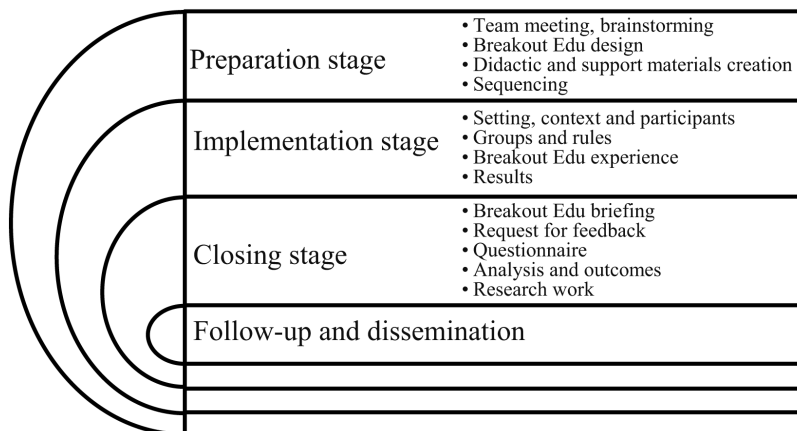 Preparation stage
• Team meeting, brainstorming
• Breakout Edu design
• Didactic and support materials creation
• Sequencing
Implementation stage
• Setting, context and participants
• Groups and rules
• Breakout Edu experience
• Results
Closing stage
• Breakout Edu briefing
• Request for feedback
• Questionnaire
• Analysis and outcomes
• Research work
Follow-up and dissemination